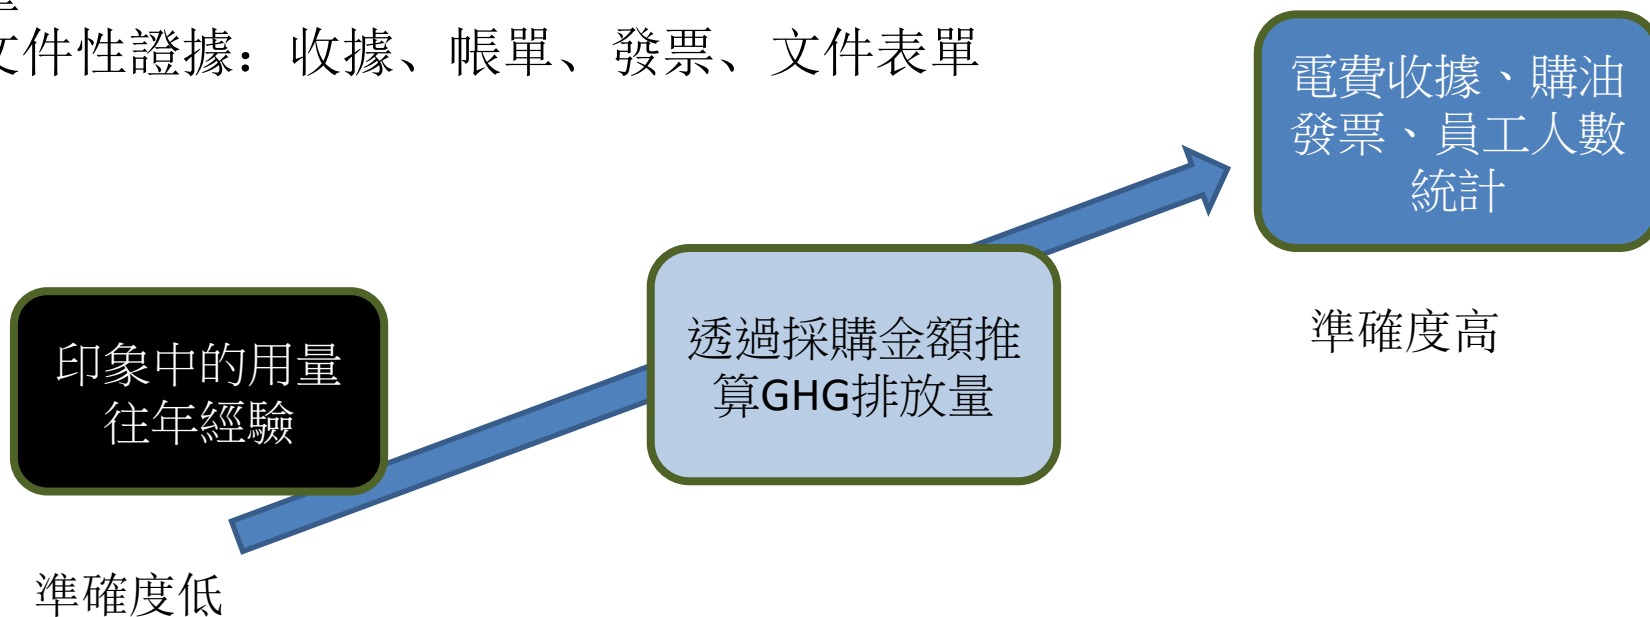 文件性證據：收據、帳單、發票、文件表單
電費收據、購油
發票、員工人數
統計
準確度高
透過採購金額推
算GHG排放量
印象中的用量
往年經驗
準確度低